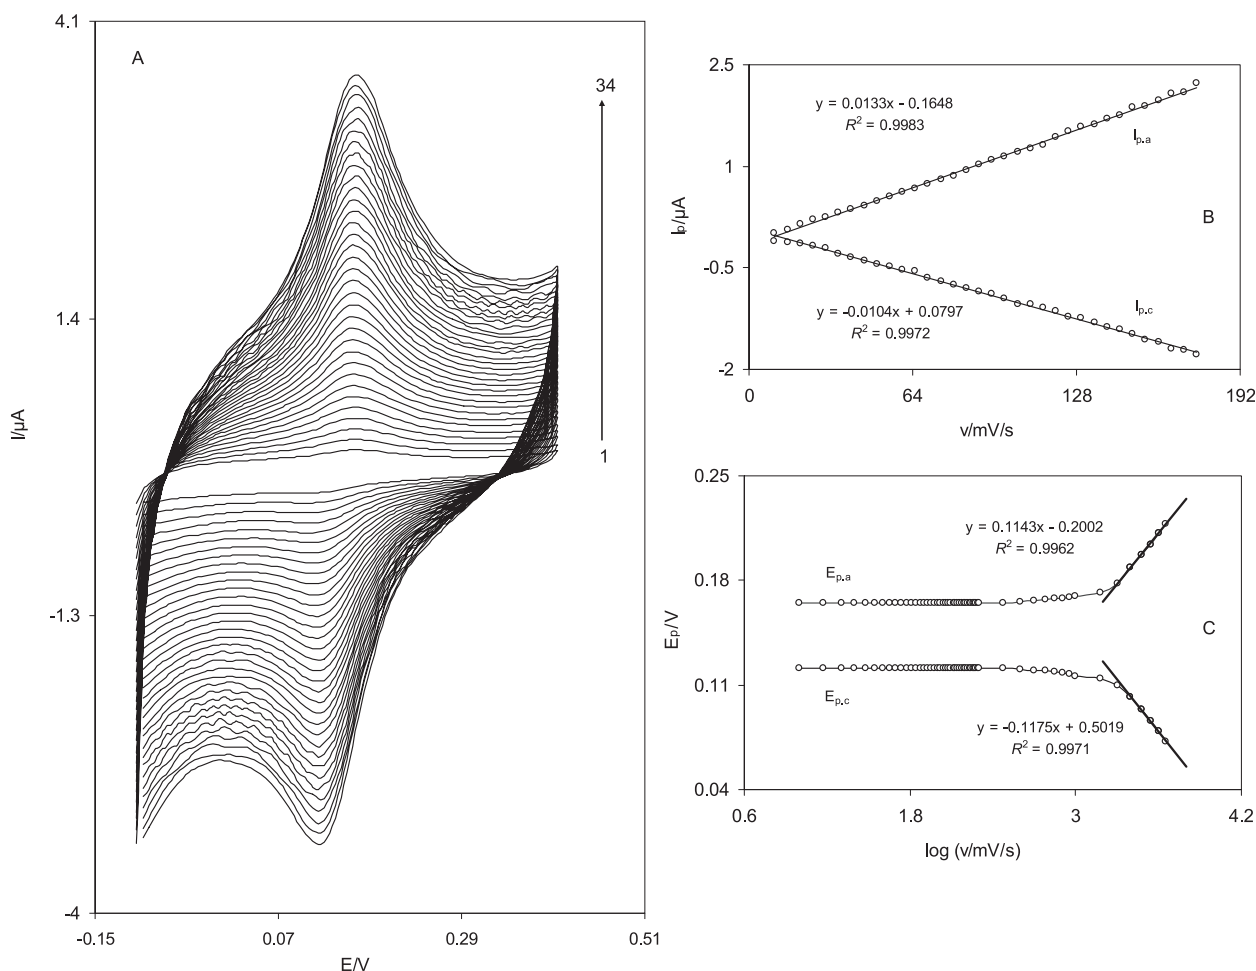 4.1
A
34
1.4
I/µA
1
-1.3
-4
-0.15
0.07
0.29
0.51
E/V
2.5
y = 0.0133x - 0.1648
R² = 0.9983
Ip.a
1
Ip/µA
B
-0.5
y = -0.0104x + 0.0797
R² = 0.9972
Ip.c
-2
0
64
128
192
v/mV/s
0.25
y = 0.1143x - 0.2002
R² = 0.9962
0.18
Ep.a
Ep/V
C
0.11
Ep.c
y = -0.1175x + 0.5019
R² = 0.9971
0.04
0.6
1.8
3
4.2
log (v/mV/s)